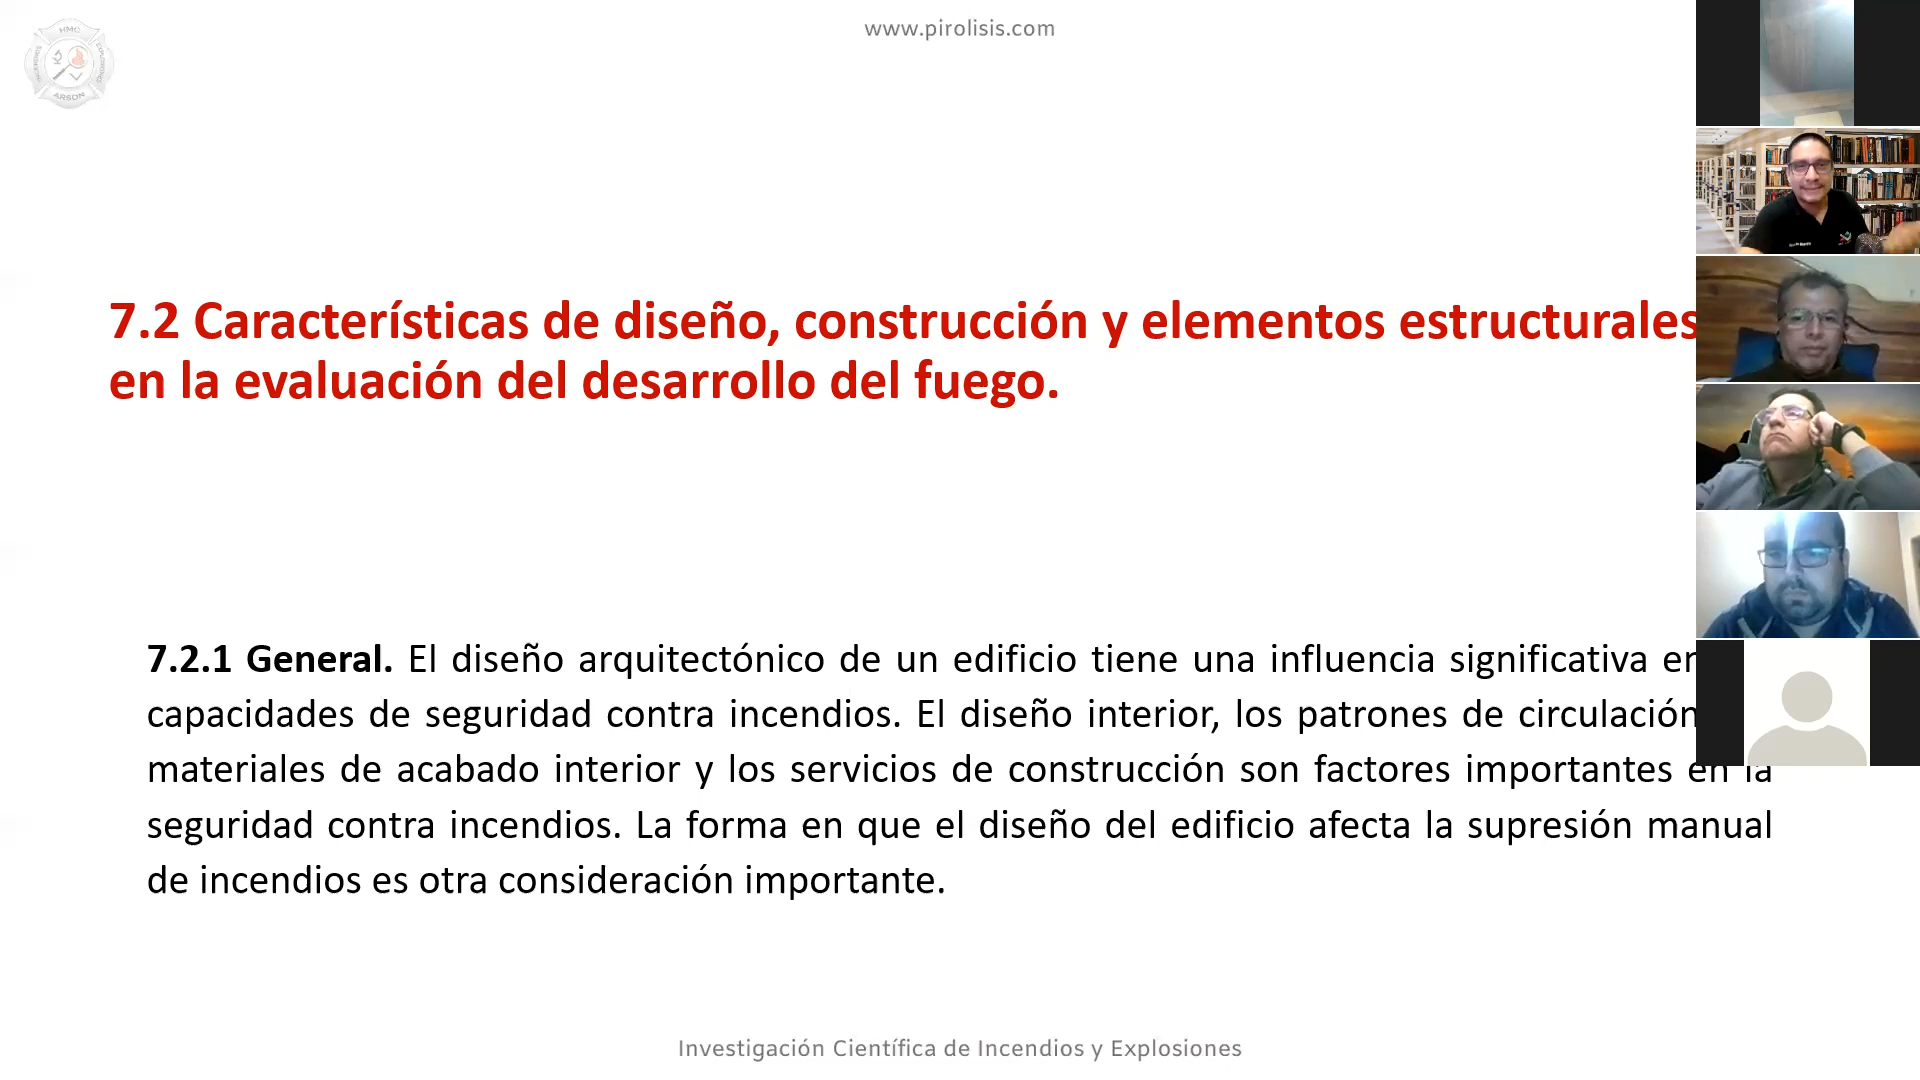 www.pirolisis.com
HMC
ARSON
7.2 Características de diseño, construcción y elementos estructurales
en la evaluación del desarrollo del fuego.
7.2.1 General. El diseño arquitectónico de un edificio tiene una influencia significativa en
capacidades de seguridad contra incendios. El diseño interior, los patrones de circulación
materiales de acabado interior y los servicios de construcción son factores importantes en la
seguridad contra incendios. La forma en que el diseño del edificio afecta la supresión manual
de incendios es otra consideración importante.
Investigación Científica de Incendios y Explosiones